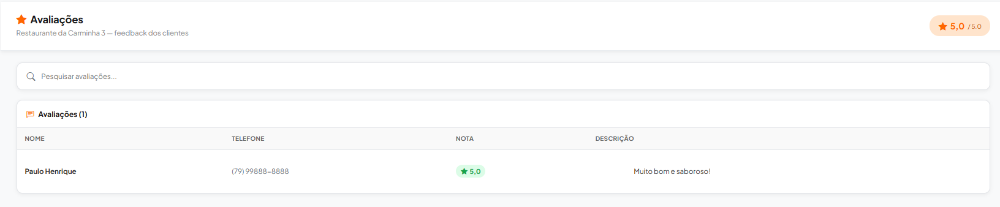 Avaliações
Restaurante da Carminha 3 — feedback dos clientes
5,0 /5.0
Pesquisar avaliações...
Avaliações (1)
NOME TELEFONE NOTA DESCRIÇÃO
Paulo Henrique (79) 99888-8888 5,0 Muito bom e saboroso!